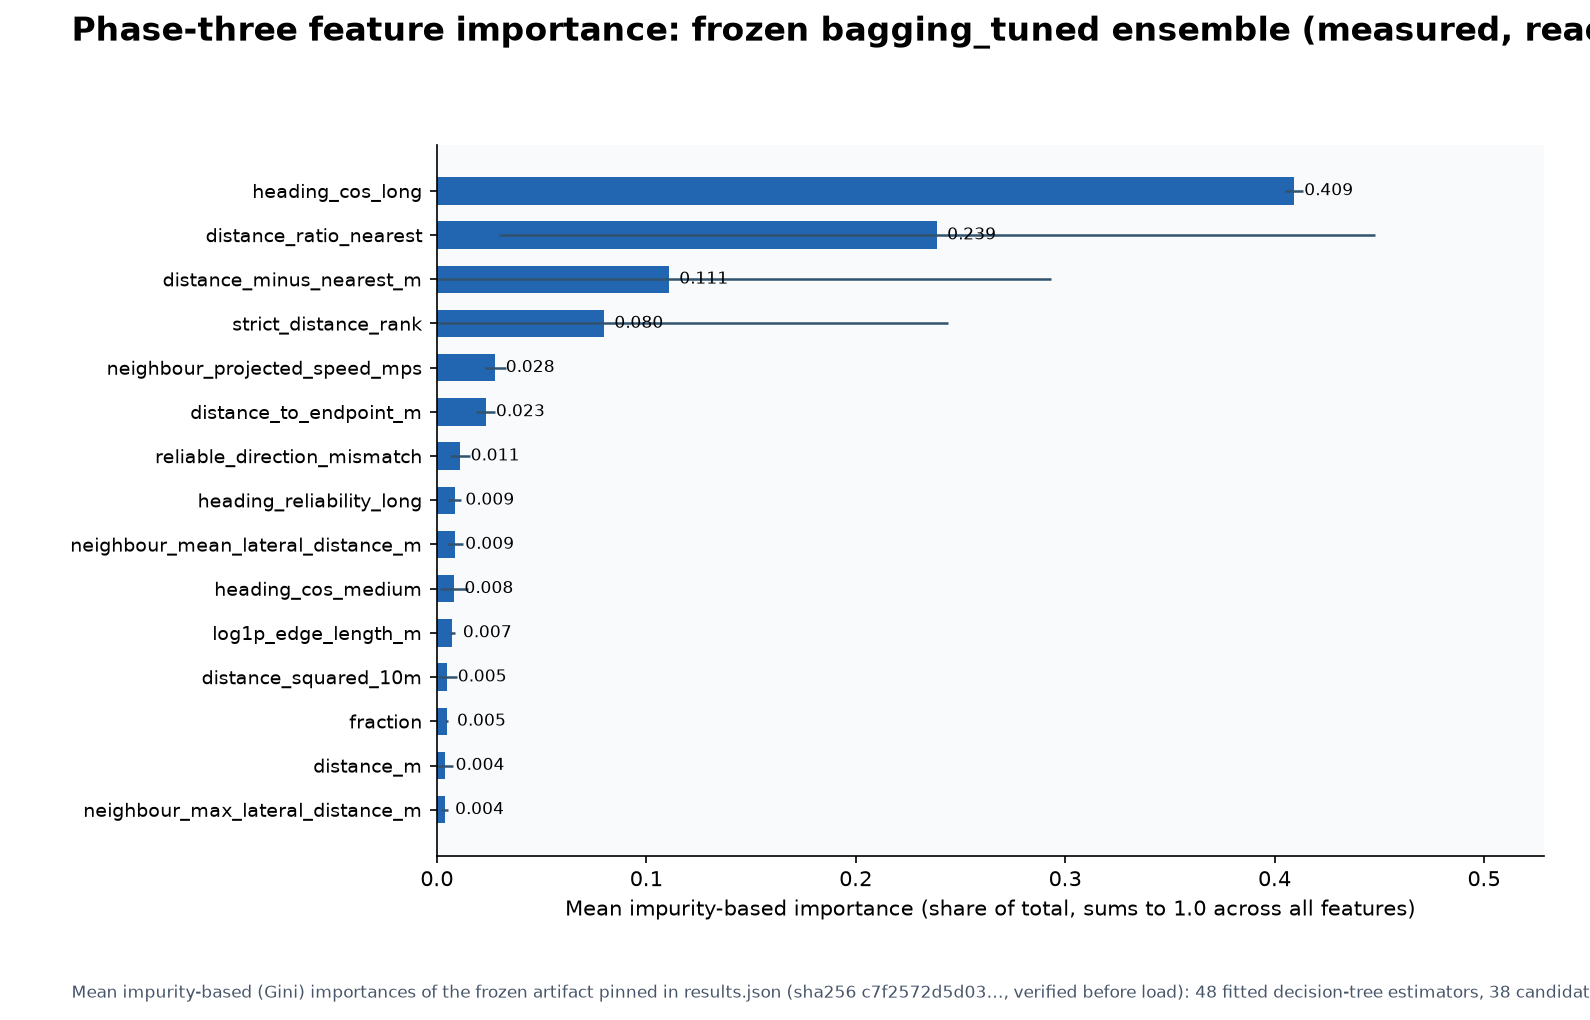 Phase-three feature importance: frozen bagging_tuned ensemble (measured,
heading_cos_long
0.409
distance_ratio_nearest
0.239
distance_minus_nearest_m
0.111
strict_distance_rank
0.080
neighbour_projected_speed_mps
0.028
distance_to_endpoint_m
0.023
reliable_direction_mismatch
0.011
heading_reliability_long
0.009
neighbour_mean_lateral_distance_m
0.009
heading_cos_medium
0.008
log1p_edge_length_m
0.007
distance_squared_10m
0.005
fraction
0.005
distance_m
0.004
neighbour_max_lateral_distance_m
0.004
0.0 0.1 0.2 0.3 0.4 0.5
Mean impurity-based importance (share of total, sums to 1.0 across all features)
Mean impurity-based (Gini) importances of the frozen artifact pinned in results.json (sha256 c7f2572d5d03..., verified before load): 48 fitted decision-tree estimators, 38